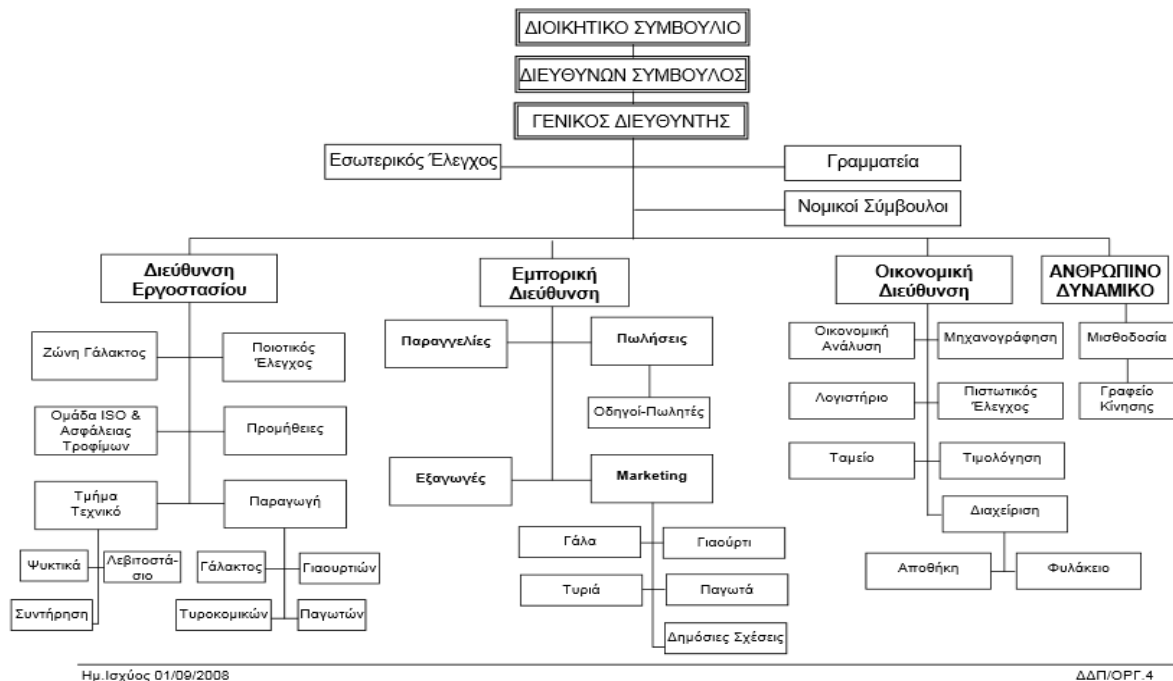 ΔΙΟΙΚΗΤΙΚΟ ΣΥΜΒΟΥΛΙΟ
ΔΙΕΥΘΥΝΩΝ ΣΥΜΒΟΥΛΟΣ
ΓΕΝΙΚΟΣ ΔΙΕΥΘΥΝΤΗΣ
Εσωτερικός Έλεγχος
Γραμματεία
Νομικοί Σύμβουλοι
Διεύθυνση
Εργοστασίου
Εμπορική
Διεύθυνση
Οικονομική
Διεύθυνση
ΑΝΘΡΩΠΙΝΟ
ΔΥΝΑΜΙΚΟ
Ζώνη Γάλακτος
Ποιοτικός
Έλεγχος
Ομάδα ISO &
Ασφάλειας
Τροφίμων
Προμήθειες
Τμήμα
Τεχνικό
Παραγωγή
Ψυκτικά
Λεβιτοστά-
σιο
Συντήρηση
Γάλακτος
Γιαουρτιών
Τυροκομικών
Παγωτών
Παραγγελίες
Πωλήσεις
Οδηγοί-Πωλητές
Εξαγωγές
Marketing
Γάλα
Γιαούρτι
Τυριά
Παγωτά
Δημόσιες Σχέσεις
Οικονομική
Ανάλυση
Μηχανογράφηση
Λογιστήριο
Πιστωτικός
Έλεγχος
Ταμείο
Τιμολόγηση
Διαχείριση
Αποθήκη
Φυλάκειο
Μισθοδοσία
Γραφείο
Κίνησης
Ημ.Ισχύος 01/09/2008
ΔΔΠ/ΟΡΓ.4